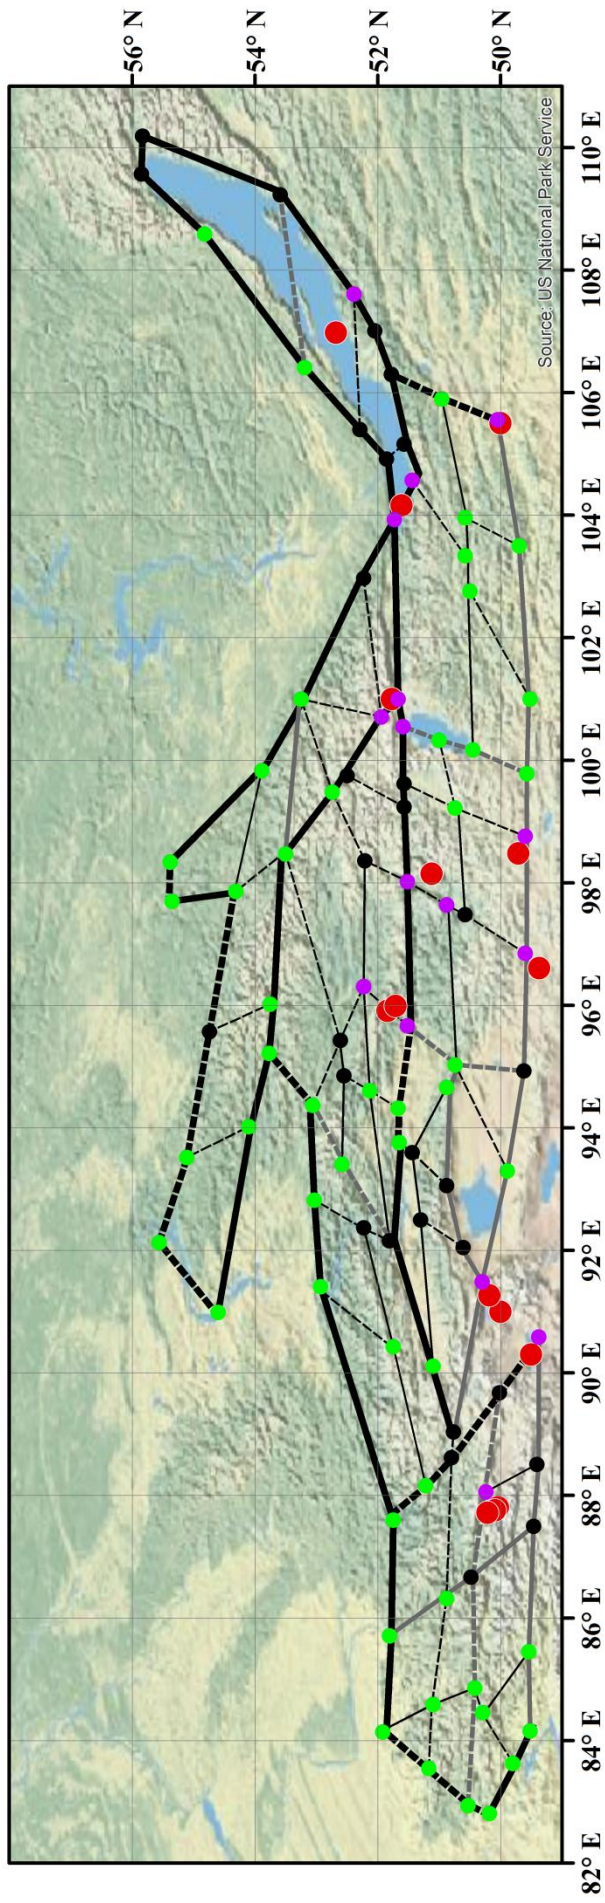 56° N
54° N
52° N
50° N
Source: US National Park Service
82° E
84° E
86° E
88° E
90° E
92° E
94° E
96° E
98° E
100° E
102° E
104° E
106° E
108° E
110° E